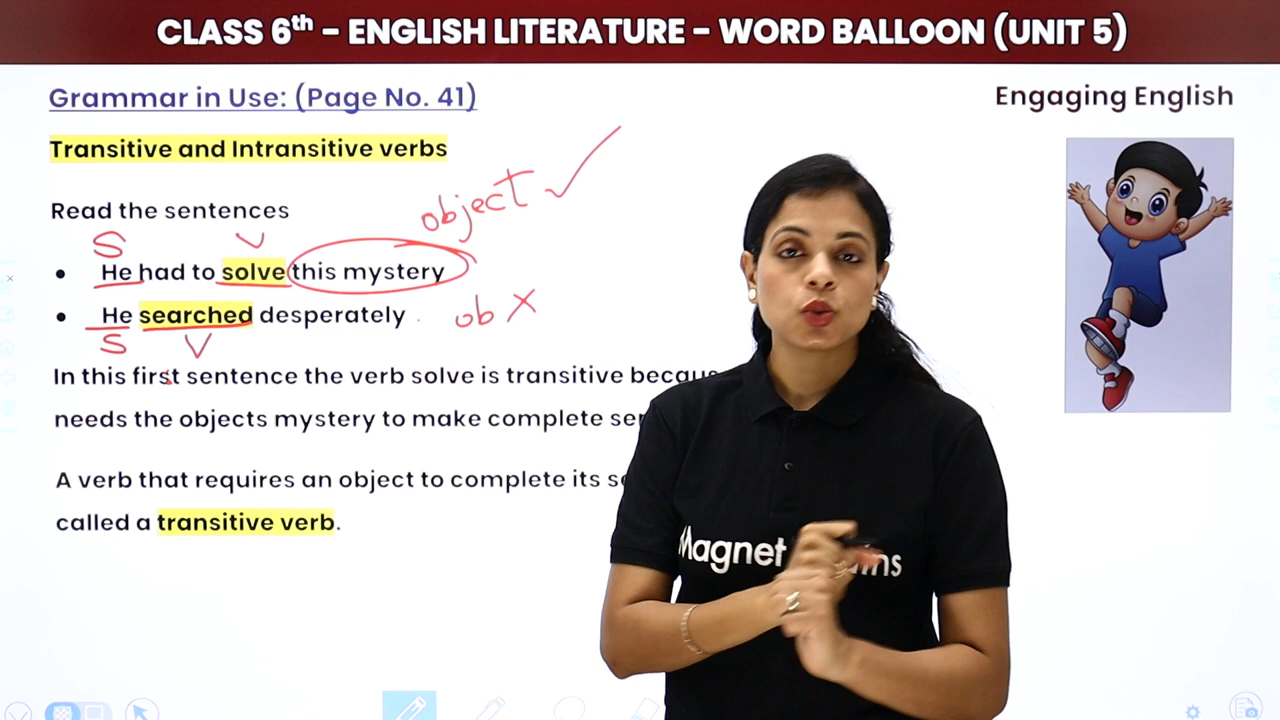 CLASS 6th – ENGLISH LITERATURE – WORD BALLOON (UNIT 5)
Grammar in Use: (Page No. 41)
Engaging English
Transitive and Intransitive verbs
object ✓
Read the sentences
S V
• He had to solve this mystery
• He searched desperately . ob X
S V
In this first sentence the verb solve is transitive
needs the objects mystery to make complete
A verb that requires an object to complete its
called a transitive verb.
Magnet